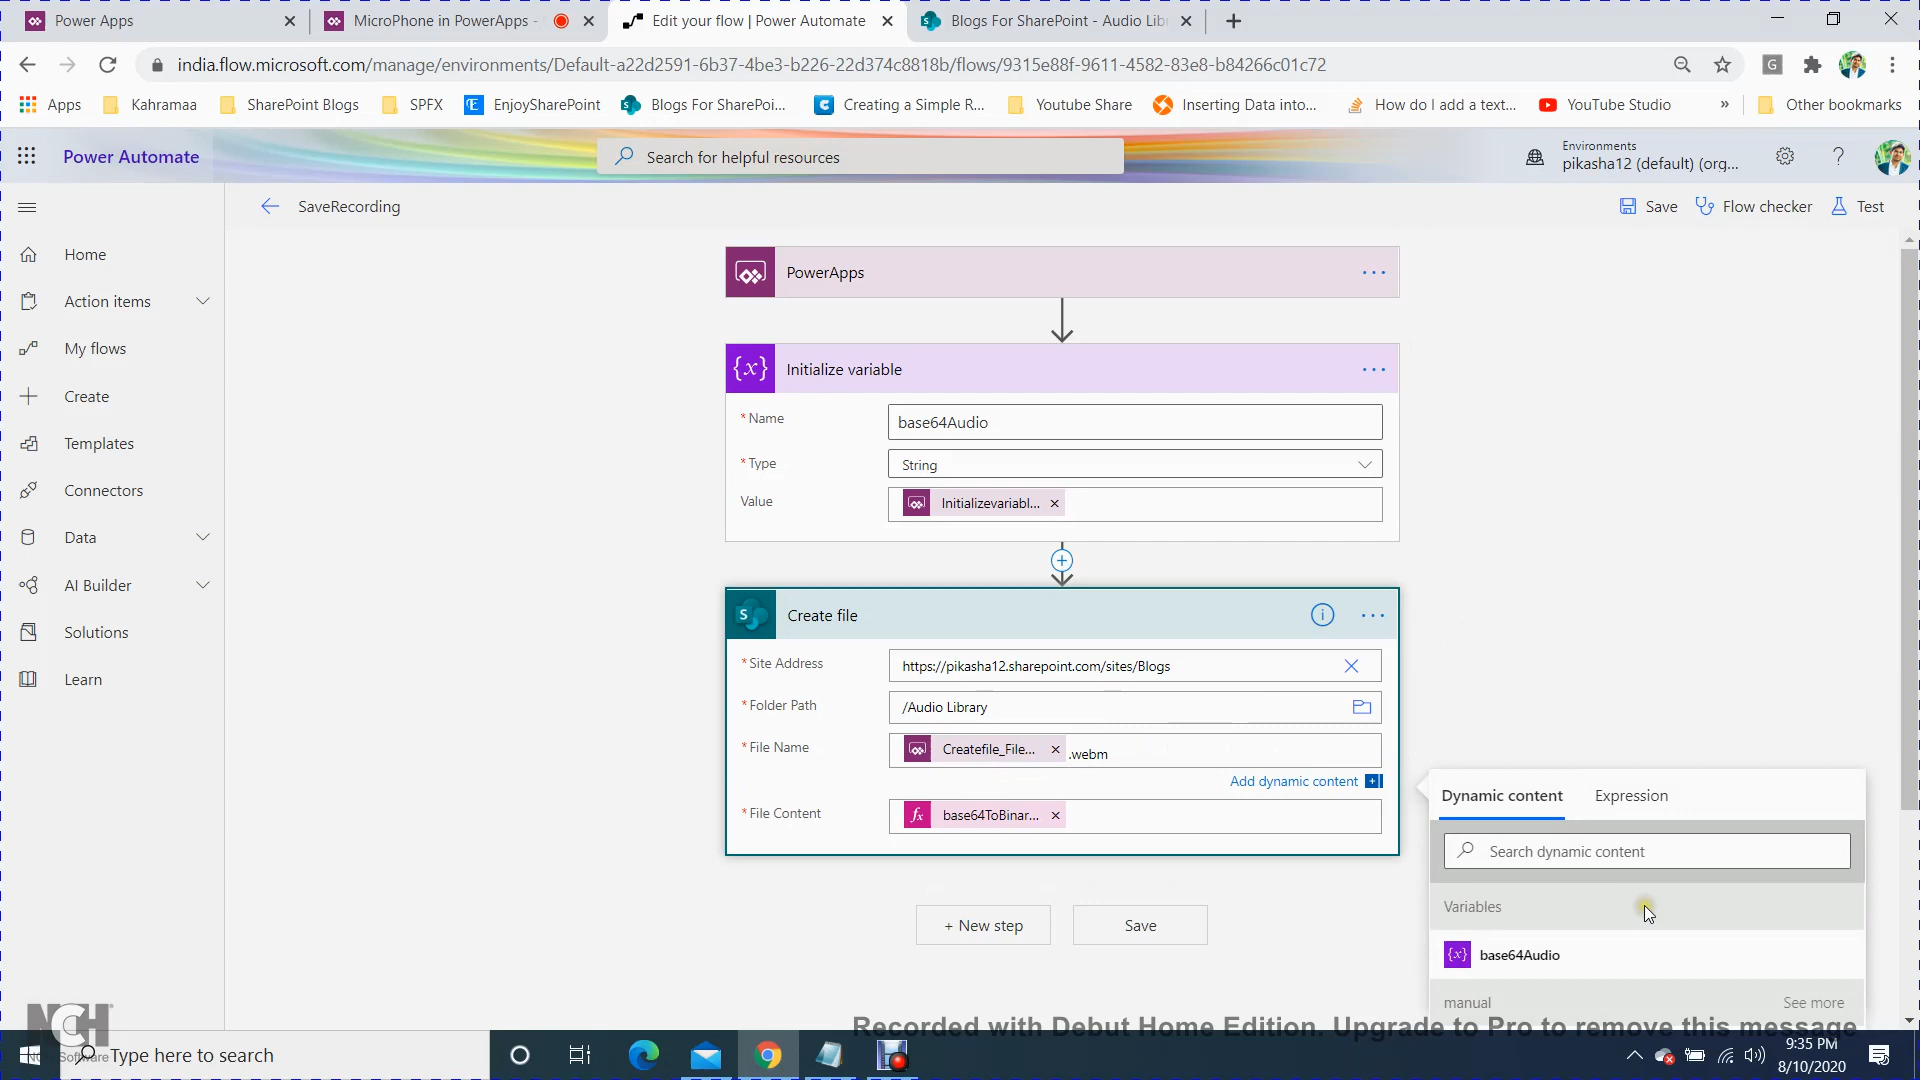 Power Apps
MicroPhone in PowerApps -
Edit your flow | Power Automate
Blogs For SharePoint - Audio Lib
india.flow.microsoft.com/manage/environments/Default-a22d2591-6b37-4be3-b226-22d374c8818b/flows/9315e88f-9611-4582-83e8-b84266c01c72
Apps
Kahramaa
SharePoint Blogs
SPFX
EnjoySharePoint
Blogs For SharePoi...
Creating a Simple R...
Youtube Share
Inserting Data into...
How do I add a text...
YouTube Studio
»
Other bookmarks
Power Automate
Search for helpful resources
Environments
pikasha12 (default) (org...
SaveRecording
Save
Flow checker
Test
Home
Action items
My flows
Create
Templates
Connectors
Data
AI Builder
Solutions
Learn
PowerApps
Initialize variable
* Name
base64Audio
* Type
String
Value
Initializevariabl...
Create file
* Site Address
https://pikasha12.sharepoint.com/sites/Blogs
* Folder Path
/Audio Library
* File Name
Createfile_File...
.webm
Add dynamic content
* File Content
fx
base64ToBinar...
+ New step
Save
Dynamic content
Expression
Search dynamic content
Variables
{x} base64Audio
manual
See more
NCH
Software
Recorded with Debut Home Edition. Upgrade to Pro to remove this message
Type here to search
9:35 PM
8/10/2020